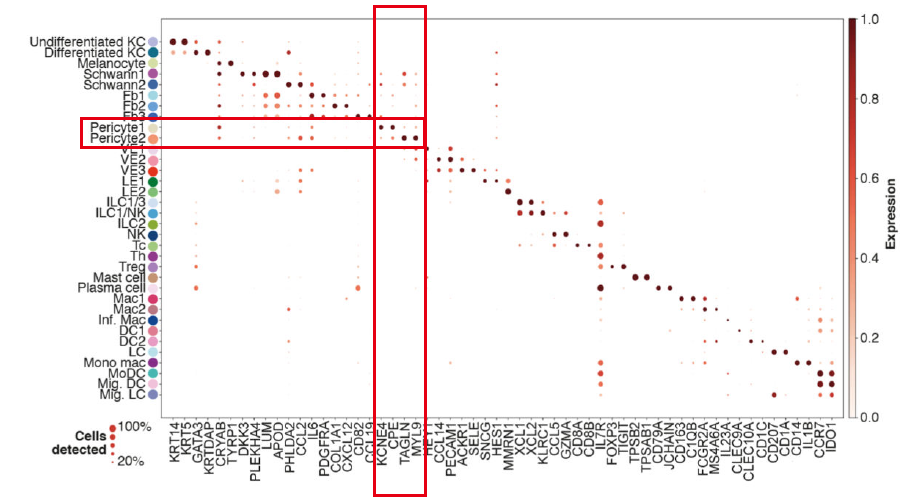 Undifferentiated KC
Differentiated KC
Melanocyte
Schwann1
Schwann2
Fb1
Fb2
Fb3
Pericyte1
Pericyte2
VE1
VE2
VE3
LE1
LE2
ILC1/3
ILC1/NK
ILC2
NK
Tc
Th
Treg
Mast cell
Plasma cell
Mac1
Mac2
Inf. Mac
DC1
DC2
LC
Mono mac
MoDC
Mig. DC
Mig. LC
1.0
0.8
0.6
0.4
0.2
0.0
Expression
Cells
detected
100%
20%
KRT14
KRT5
GATA3
KRTDAP
CRYAB
TYRP1
DKK3
PLEKHA4
LUM
APOD
PHLDA2
CCL2
IL6
PDGFRA
COL1A1
CXCL12
CD82
CCL19
KCNE4
CPE
TAGLN
MYL9
HEY1
CCL14
PECAM1
ACKR1
SELE
SNCG
HES1
MMRN1
XCL1
XCL2
KLRC1
CCL5
GZMA
CD8A
CD8B
IL7R
FOXP3
TIGIT
TPSB2
TPSAB1
CD79A
JCHAIN
CD163
C1QB
FCGR2A
MS4A6A
IL23A
CLEC9A
CLEC10A
CD1C
CD207
CD1A
CD14
IL1B
CCR7
IDO1